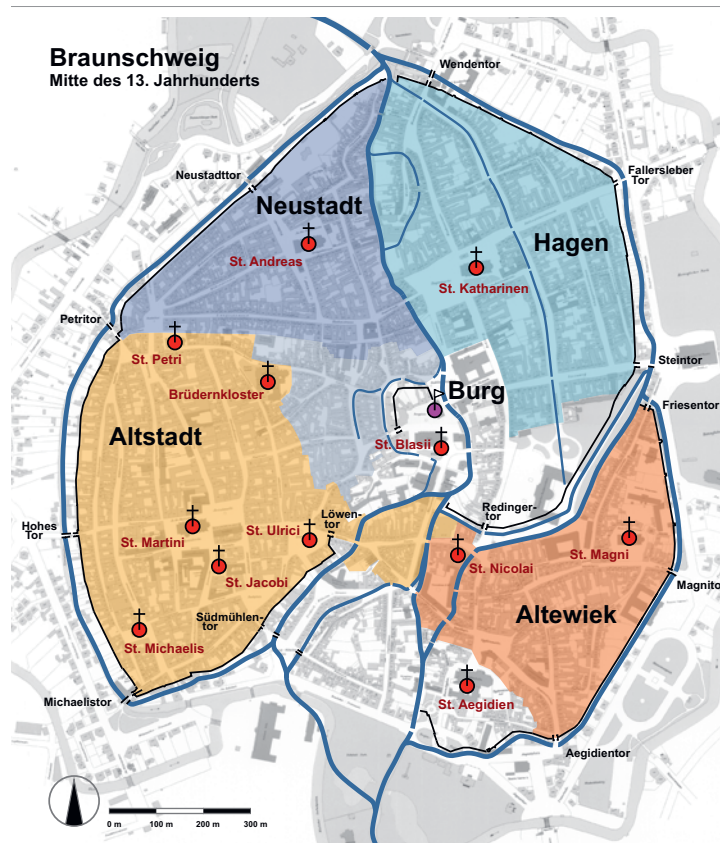 Braunschweig
Mitte des 13. Jahrhunderts
Wendentor
Fallersleber
Tor
Neustadttor
Neustadt
Hagen
St. Andreas
St. Katharinen
Petritor
St. Petri
Steintor
Brüdernkloster
Burg
Friesentor
Altstadt
St. Blasii
Hohes
Tor
St. Martini
St. Ulrici
Löwen-
tor
Redinger-
tor
St. Magni
St. Jacobi
St. Nicolai
Magnito
Südmühlen-
tor
Altewiek
St. Michaelis
Michaelistor
St. Aegidien
Aegidientor
0 m
100 m
200 m
300 m